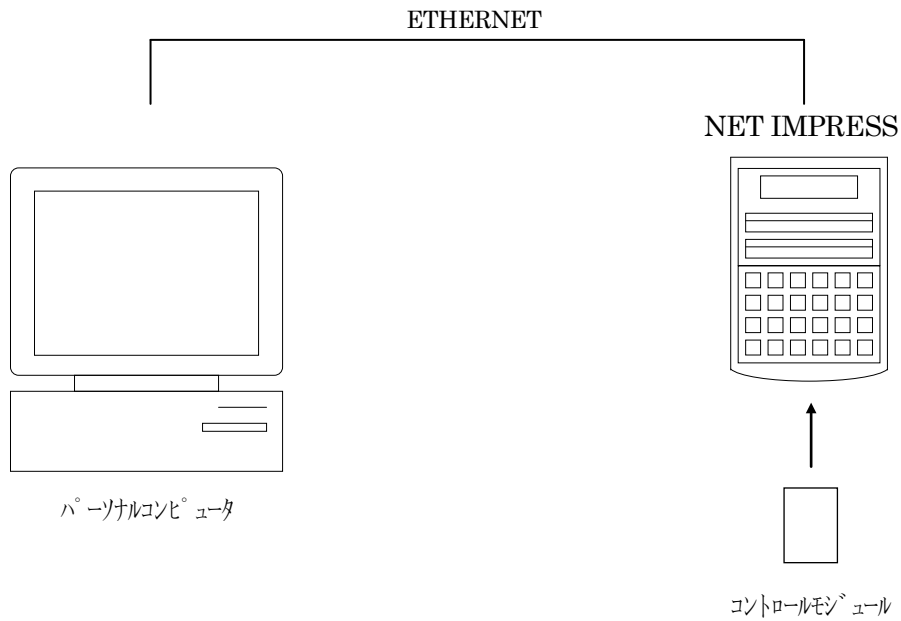 ETHERNET
NET IMPRESS
ﾊﾟｰｿﾅﾙｺﾝﾋﾟｭｰﾀ
ｺﾝﾄﾛｰﾙﾓｼﾞｭｰﾙ